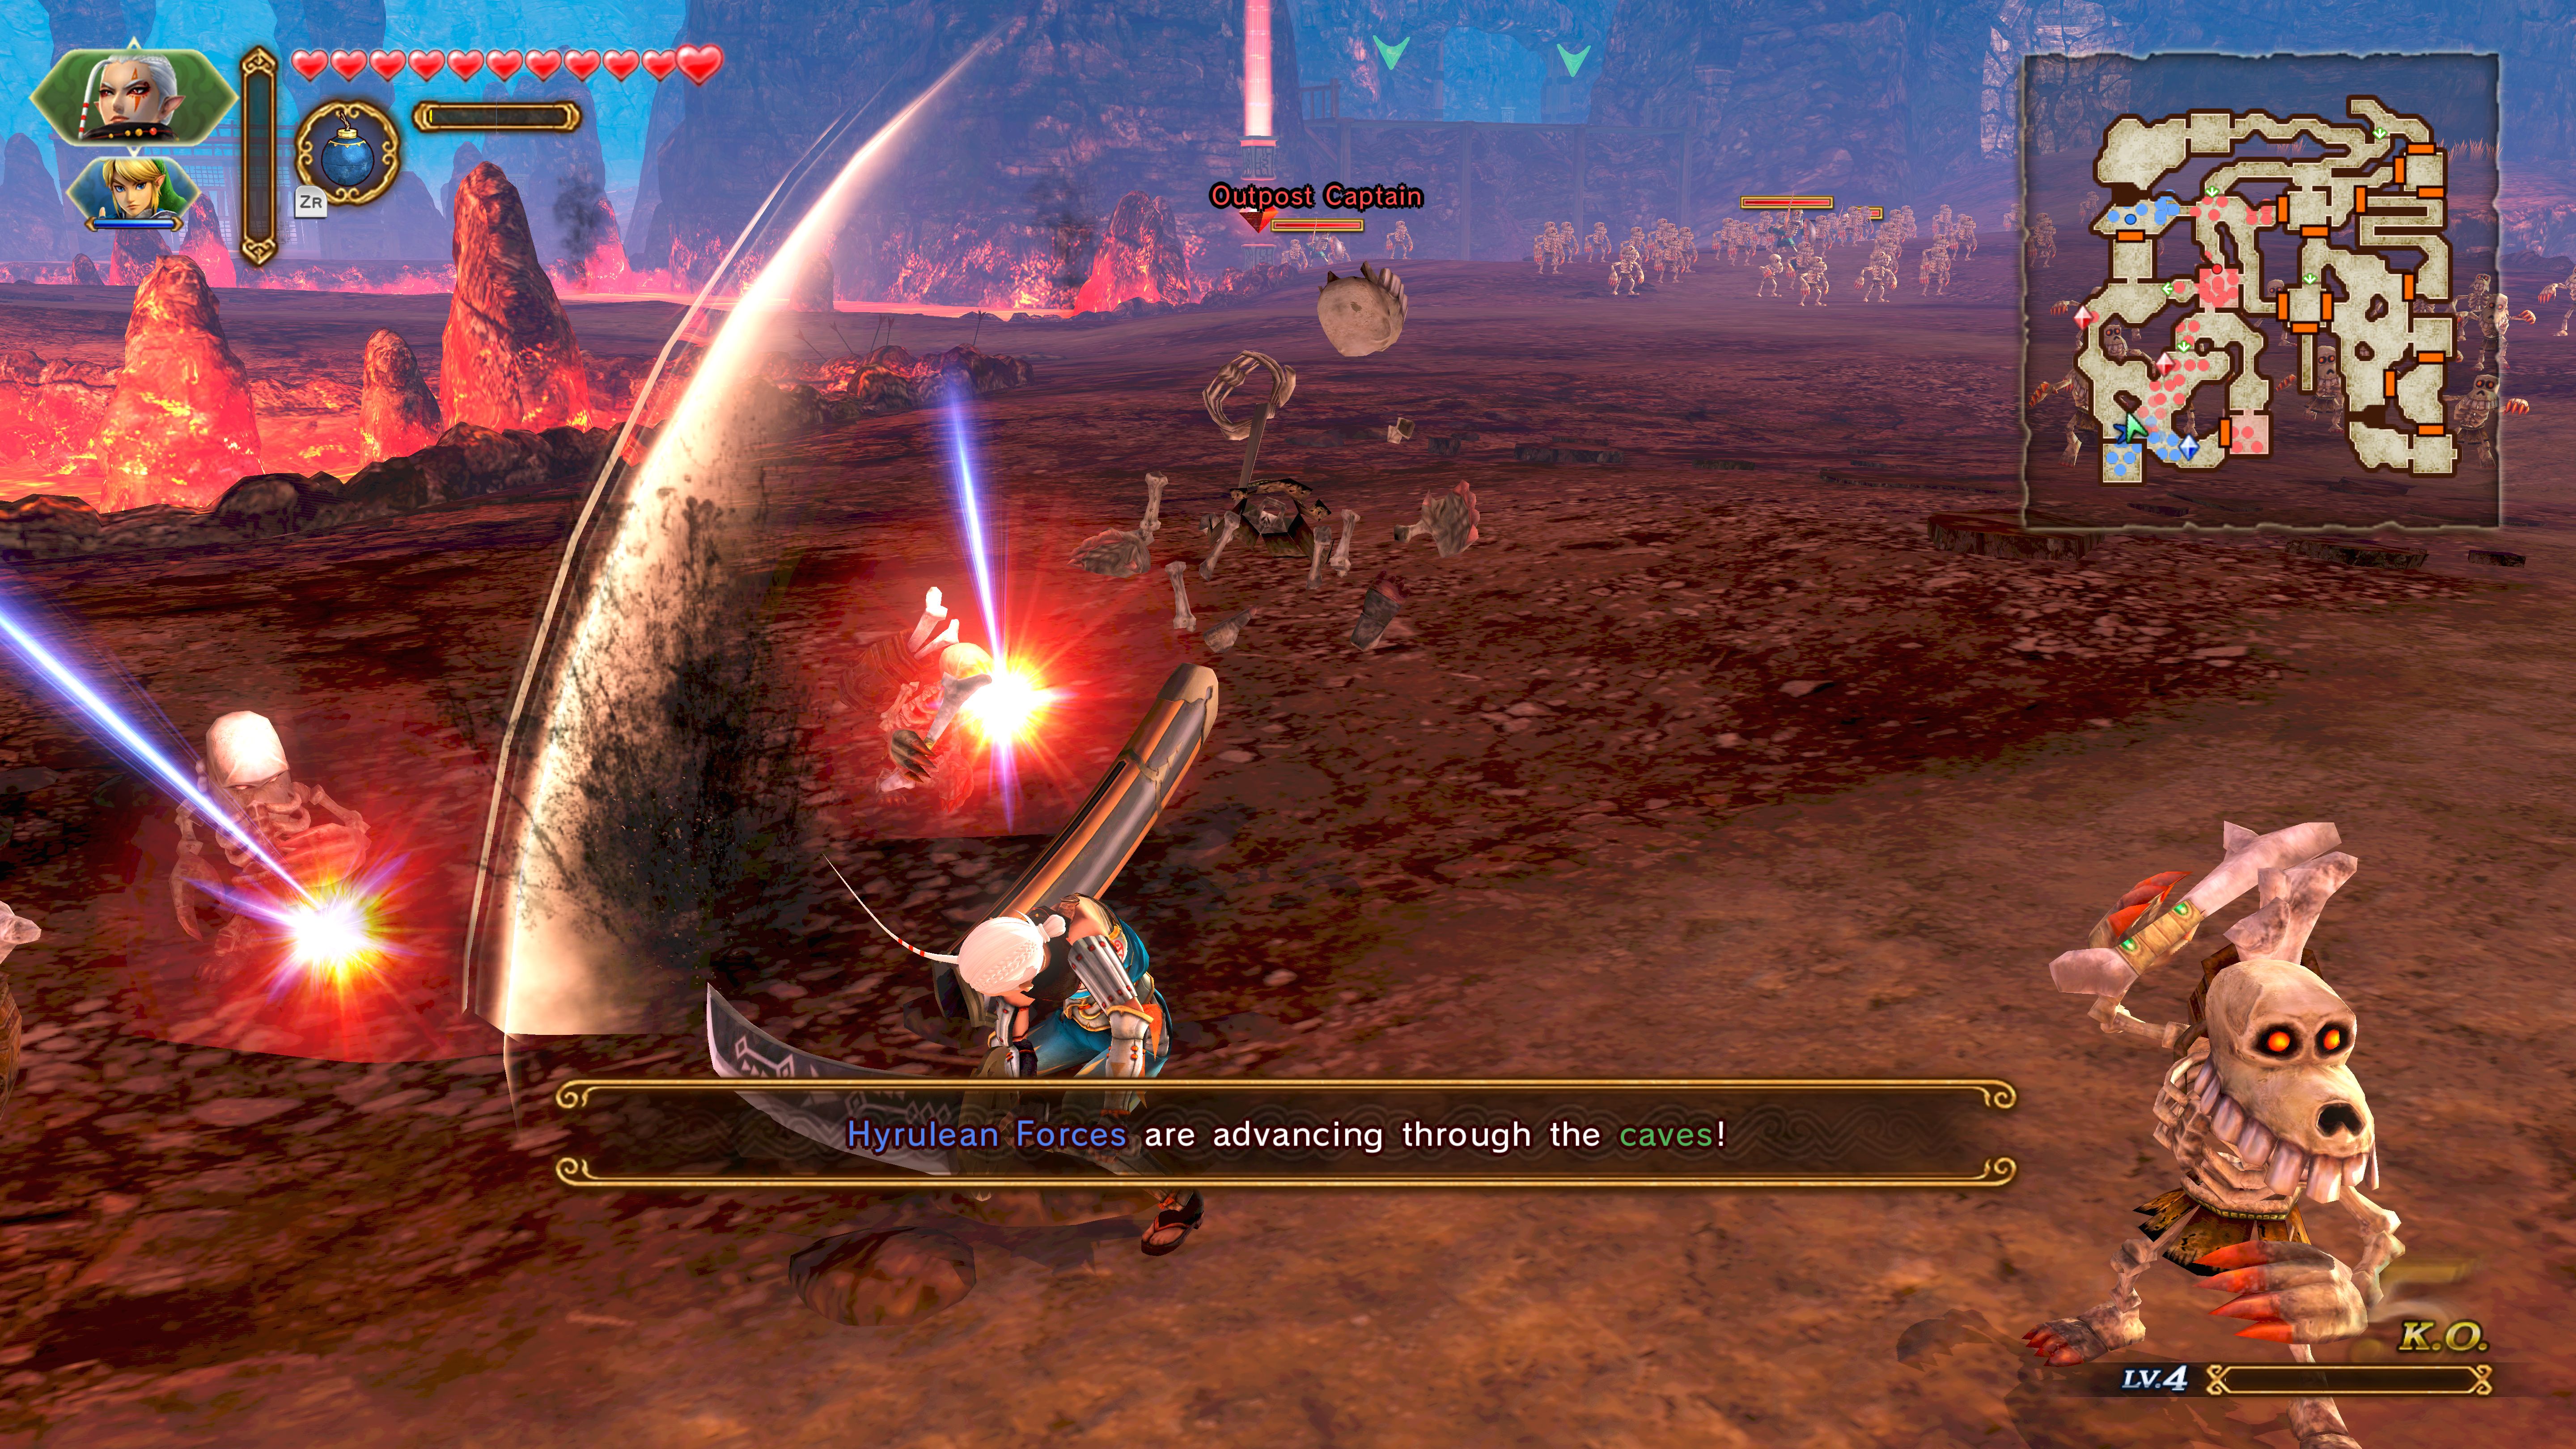 ZR
Outpost Captain
Hyrulean Forces are advancing through the caves!
K.O.
LV.4